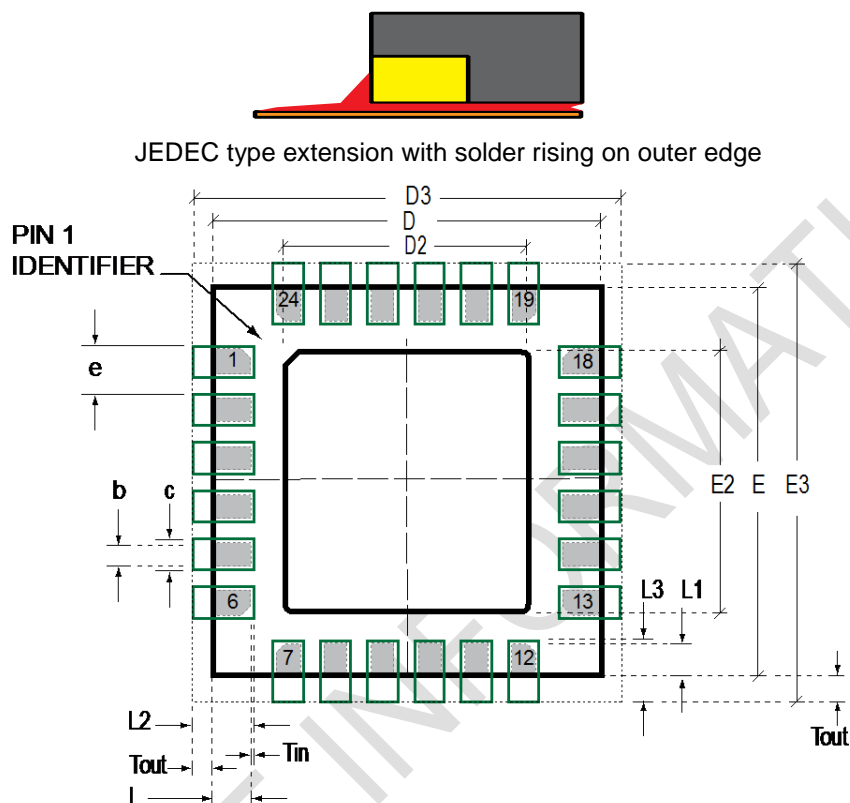 JEDEC type extension with solder rising on outer edge
D3
D
D2
PIN 1
IDENTIFIER
24
19
1
18
e
b
c
E2
E
E3
6
13
L3
L1
7
12
L2
Tin
Tout
Tout
L